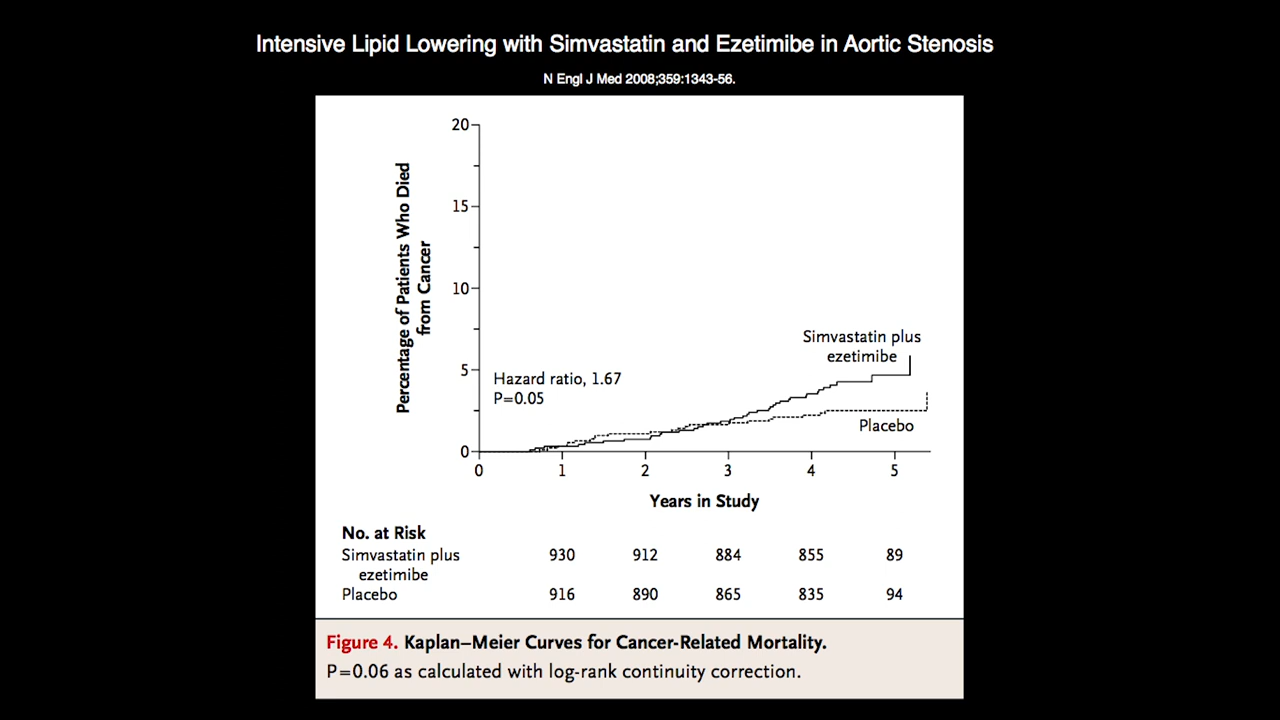 Intensive Lipid Lowering with Simvastatin and Ezetimibe in Aortic Stenosis
N Engl J Med 2008;359:1343-56.
Percentage of Patients Who Died
from Cancer
20
15
10
5
0
Hazard ratio, 1.67
P=0.05
Simvastatin plus
ezetimibe
Placebo
0 1 2 3 4 5
Years in Study
No. at Risk
Simvastatin plus 930 912 884 855 89
ezetimibe
Placebo 916 890 865 835 94
Figure 4. Kaplan–Meier Curves for Cancer-Related Mortality.
P=0.06 as calculated with log-rank continuity correction.